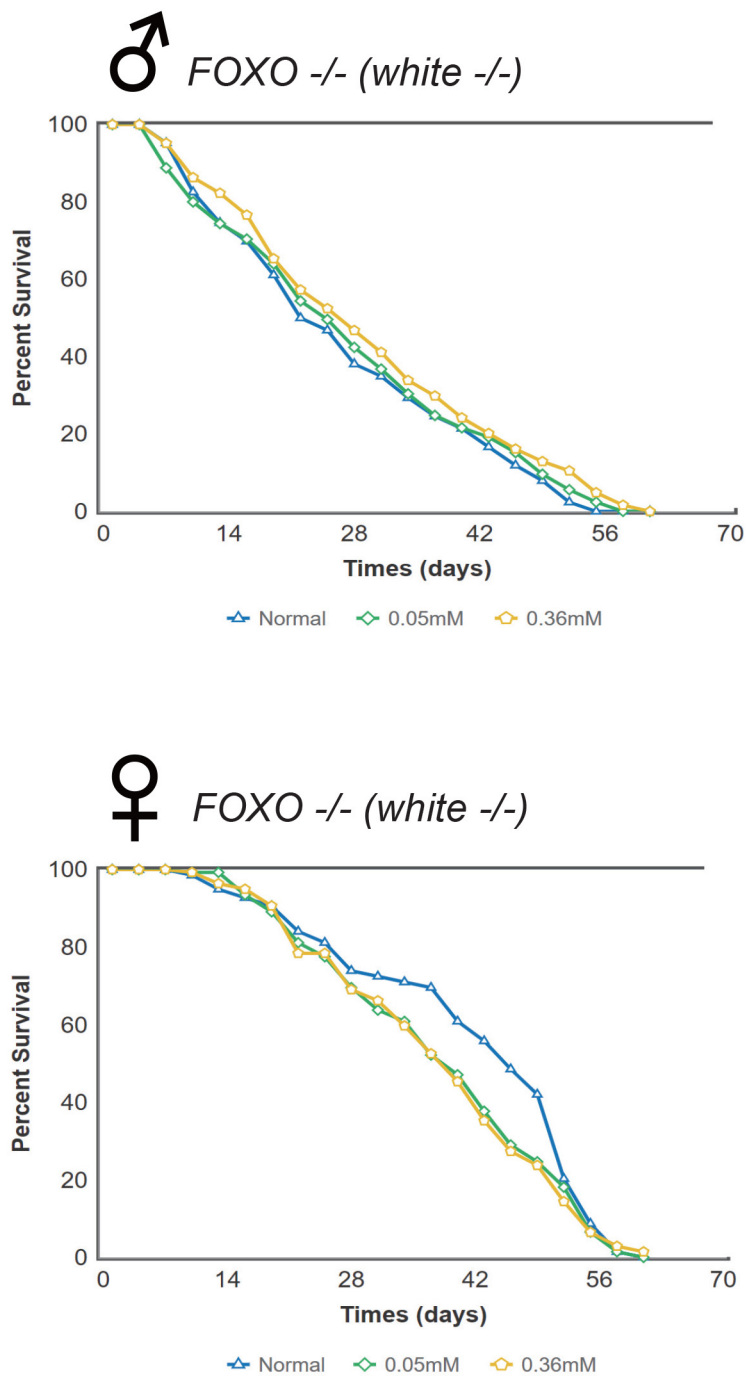 ♂ FOXO -/- (white -/-)
Percent Survival
100
80
60
40
20
0
0 14 28 42 56 70
Times (days)
Normal 0.05mM 0.36mM
♀ FOXO -/- (white -/-)
Percent Survival
100
80
60
40
20
0
0 14 28 42 56 70
Times (days)
Normal 0.05mM 0.36mM